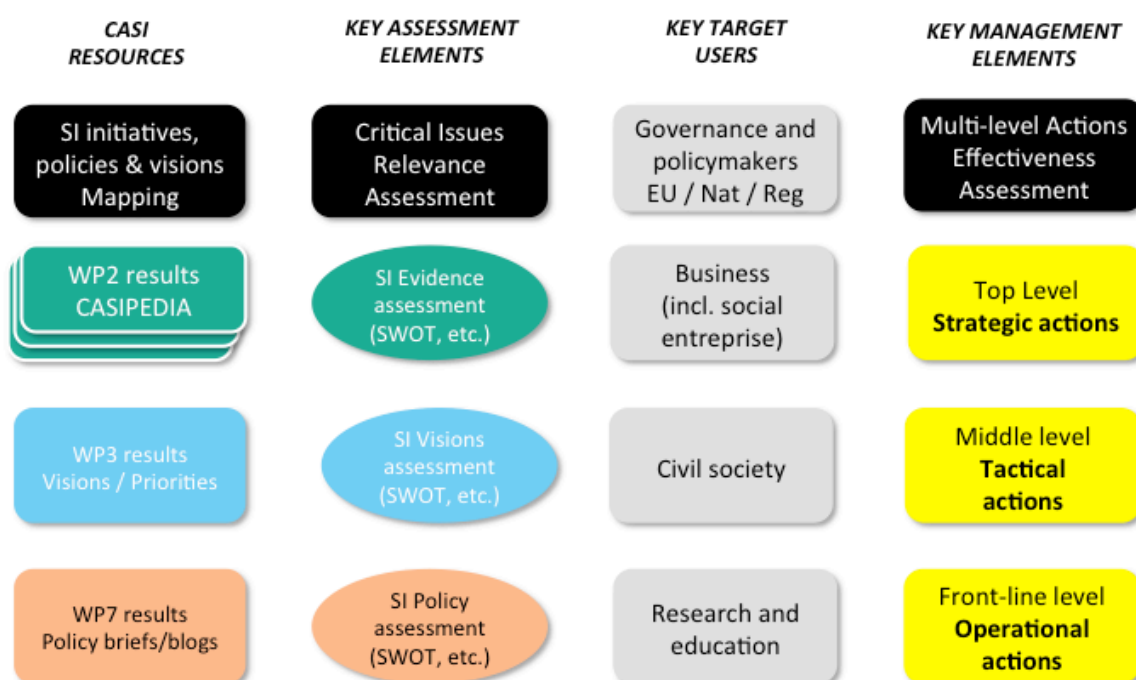 CASI
RESOURCES
KEY ASSESSMENT
ELEMENTS
KEY TARGET
USERS
KEY MANAGEMENT
ELEMENTS
SI initiatives,
policies & visions
Mapping
Critical Issues
Relevance
Assessment
Governance and
policymakers
EU / Nat / Reg
Multi-level Actions
Effectiveness
Assessment
WP2 results
CASIPEDIA
SI Evidence
assessment
(SWOT, etc.)
Business
(incl. social
entreprise)
Top Level
Strategic actions
WP3 results
Visions / Priorities
SI Visions
assessment
(SWOT, etc.)
Civil society
Middle level
Tactical
actions
WP7 results
Policy briefs/blogs
SI Policy
assessment
(SWOT, etc.)
Research and
education
Front-line level
Operational
actions